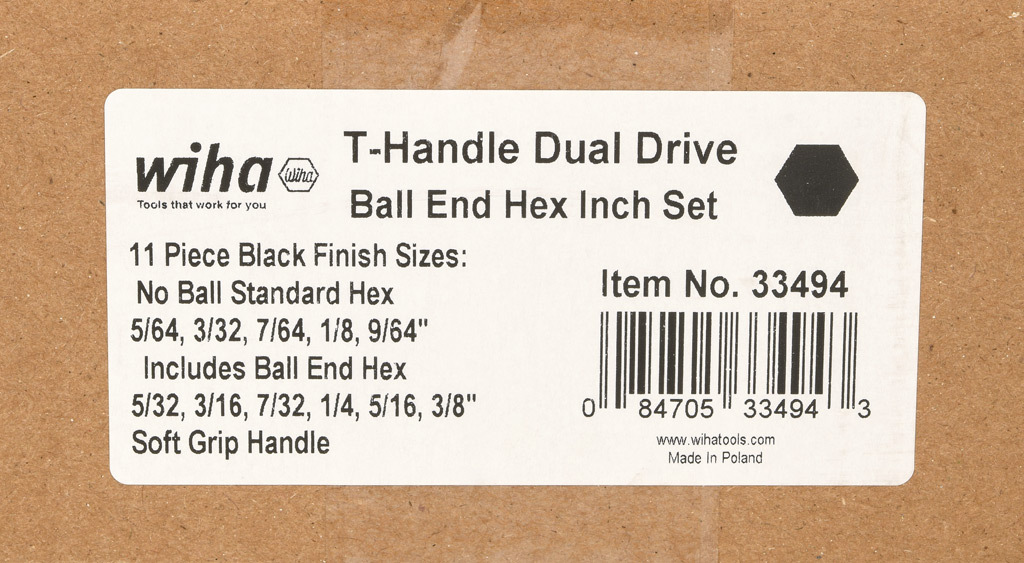 wiha
wiha
Tools that work for you
T-Handle Dual Drive
Ball End Hex Inch Set
11 Piece Black Finish Sizes:
No Ball Standard Hex
5/64, 3/32, 7/64, 1/8, 9/64"
Includes Ball End Hex
5/32, 3/16, 7/32, 1/4, 5/16, 3/8"
Soft Grip Handle
Item No. 33494
0 84705 33494 3
www.wihatools.com
Made In Poland